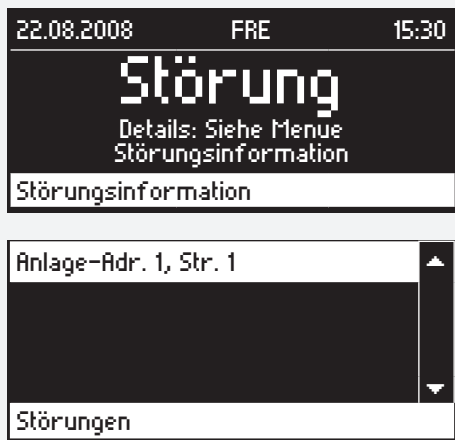 22.08.2008 FRE 15:30
Störung
Details: Siehe Menue
Störungsinformation
Störungsinformation
Anlage-Adr. 1, Str. 1
Störungen